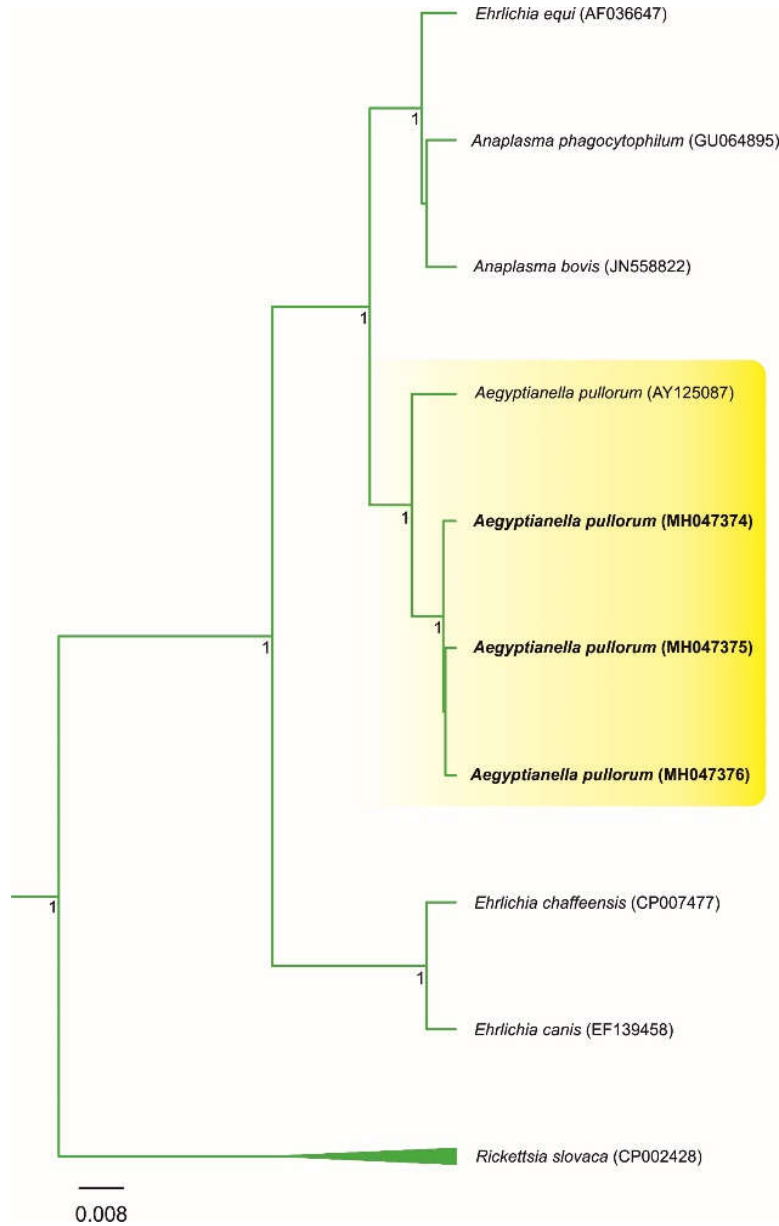 Ehrlichia equi (AF036647)
1
Anaplasma phagocytophilum (GU064895)
Anaplasma bovis (JN558822)
1
Aegyptianella pullorum (AY125087)
1
Aegyptianella pullorum (MH047374)
1
Aegyptianella pullorum (MH047375)
1
Aegyptianella pullorum (MH047376)
Ehrlichia chaffeensis (CP007477)
1
1
Ehrlichia canis (EF139458)
Rickettsia slovaca (CP002428)
0.008